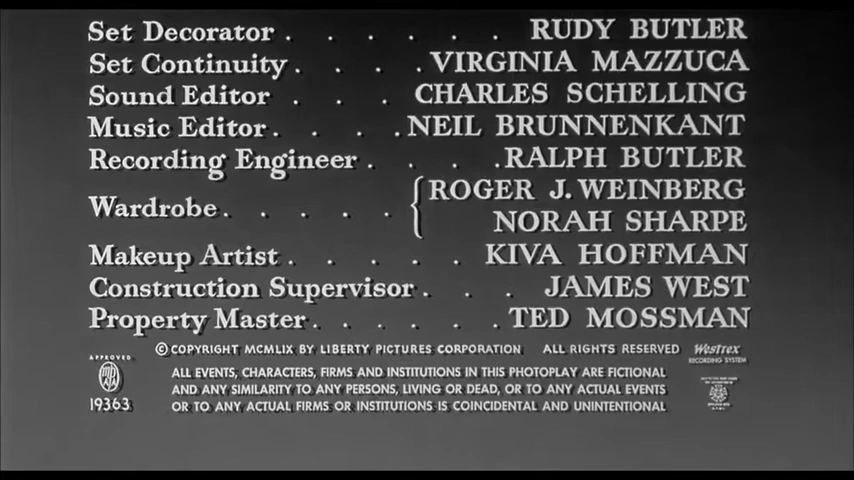 Set Decorator . . . . . . RUDY BUTLER
Set Continuity . . . . VIRGINIA MAZZUCA
Sound Editor . . . CHARLES SCHELLING
Music Editor . . . . . NEIL BRUNNENKANT
Recording Engineer . . . . . RALPH BUTLER
Wardrobe . . . . . { ROGER J. WEINBERG
NORAH SHARPE
Makeup Artist . . . . . KIVA HOFFMAN
Construction Supervisor . . . JAMES WEST
Property Master . . . . . . TED MOSSMAN
© COPYRIGHT MCMLIX BY LIBERTY PICTURES CORPORATION ALL RIGHTS RESERVED
Westrex
RECORDING SYSTEM
APPROVED
MPAA
19363
ALL EVENTS, CHARACTERS, FIRMS AND INSTITUTIONS IN THIS PHOTOPLAY ARE FICTIONAL
AND ANY SIMILARITY TO ANY PERSONS, LIVING OR DEAD, OR TO ANY ACTUAL EVENTS
OR TO ANY ACTUAL FIRMS OR INSTITUTIONS IS COINCIDENTAL AND UNINTENTIONAL